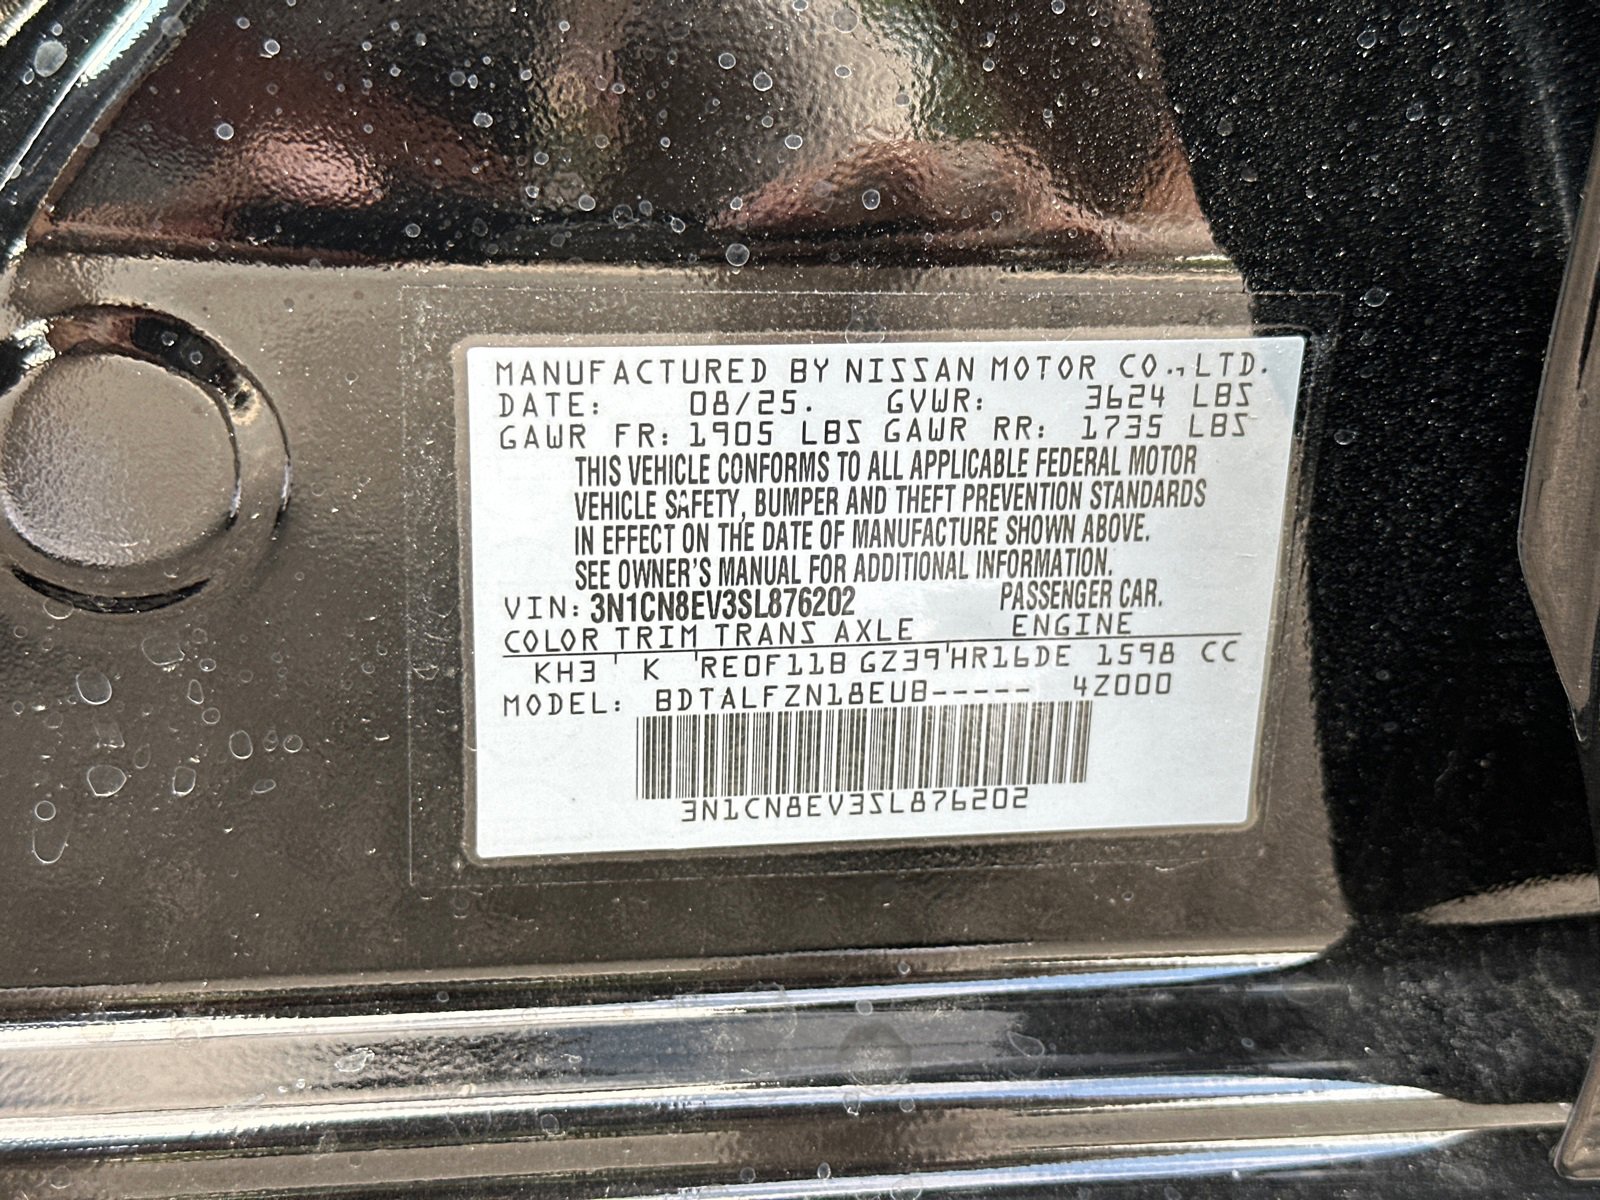 MANUFACTURED BY NISSAN MOTOR CO., LTD.
DATE: 08/25. GVWR: 3624 LBS
GAWR FR: 1905 LBS GAWR RR: 1735 LBS
THIS VEHICLE CONFORMS TO ALL APPLICABLE FEDERAL MOTOR
VEHICLE SAFETY, BUMPER AND THEFT PREVENTION STANDARDS
IN EFFECT ON THE DATE OF MANUFACTURE SHOWN ABOVE.
SEE OWNER'S MANUAL FOR ADDITIONAL INFORMATION.
VIN: 3N1CN8EV3SL876202 PASSENGER CAR.
COLOR TRIM TRANS AXLE ENGINE
KH3 ' K 'RE0F11B GZ39'HR16DE 1598 CC
MODEL: BDTALFZN18EUB----- 4Z000
3N1CN8EV3SL876202